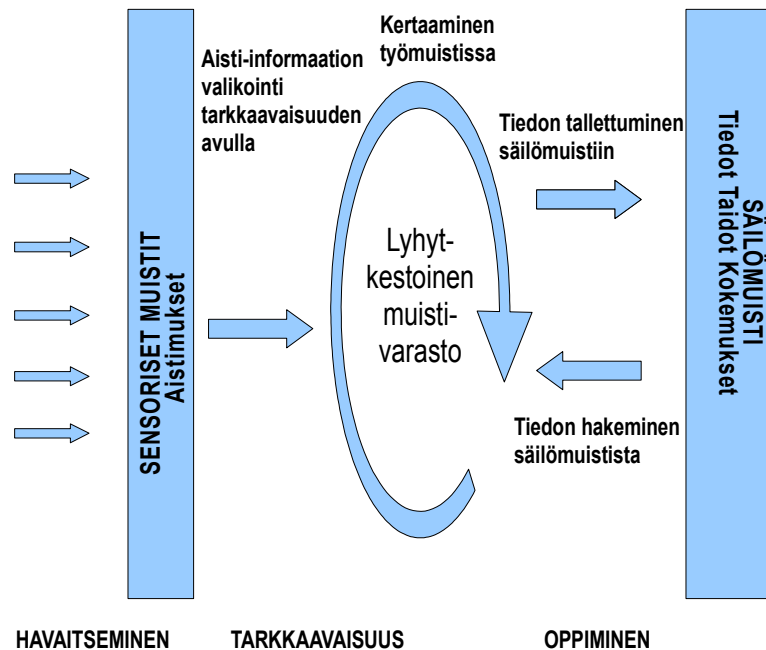 Kertaaminen
työmuistissa
Aisti-informaation
valikointi
tarkkaavaisuuden
avulla
Tiedon tallettuminen
säilömuistiin
SENSORISET MUISTIT
Aistimukset
Lyhyt-
kestoinen
muisti-
varasto
SÄILÖMUISTI
Tiedot Taidot Kokemukset
Tiedon hakeminen
säilömuistista
HAVAITSEMINEN
TARKKAAVAISUUS
OPPIMINEN